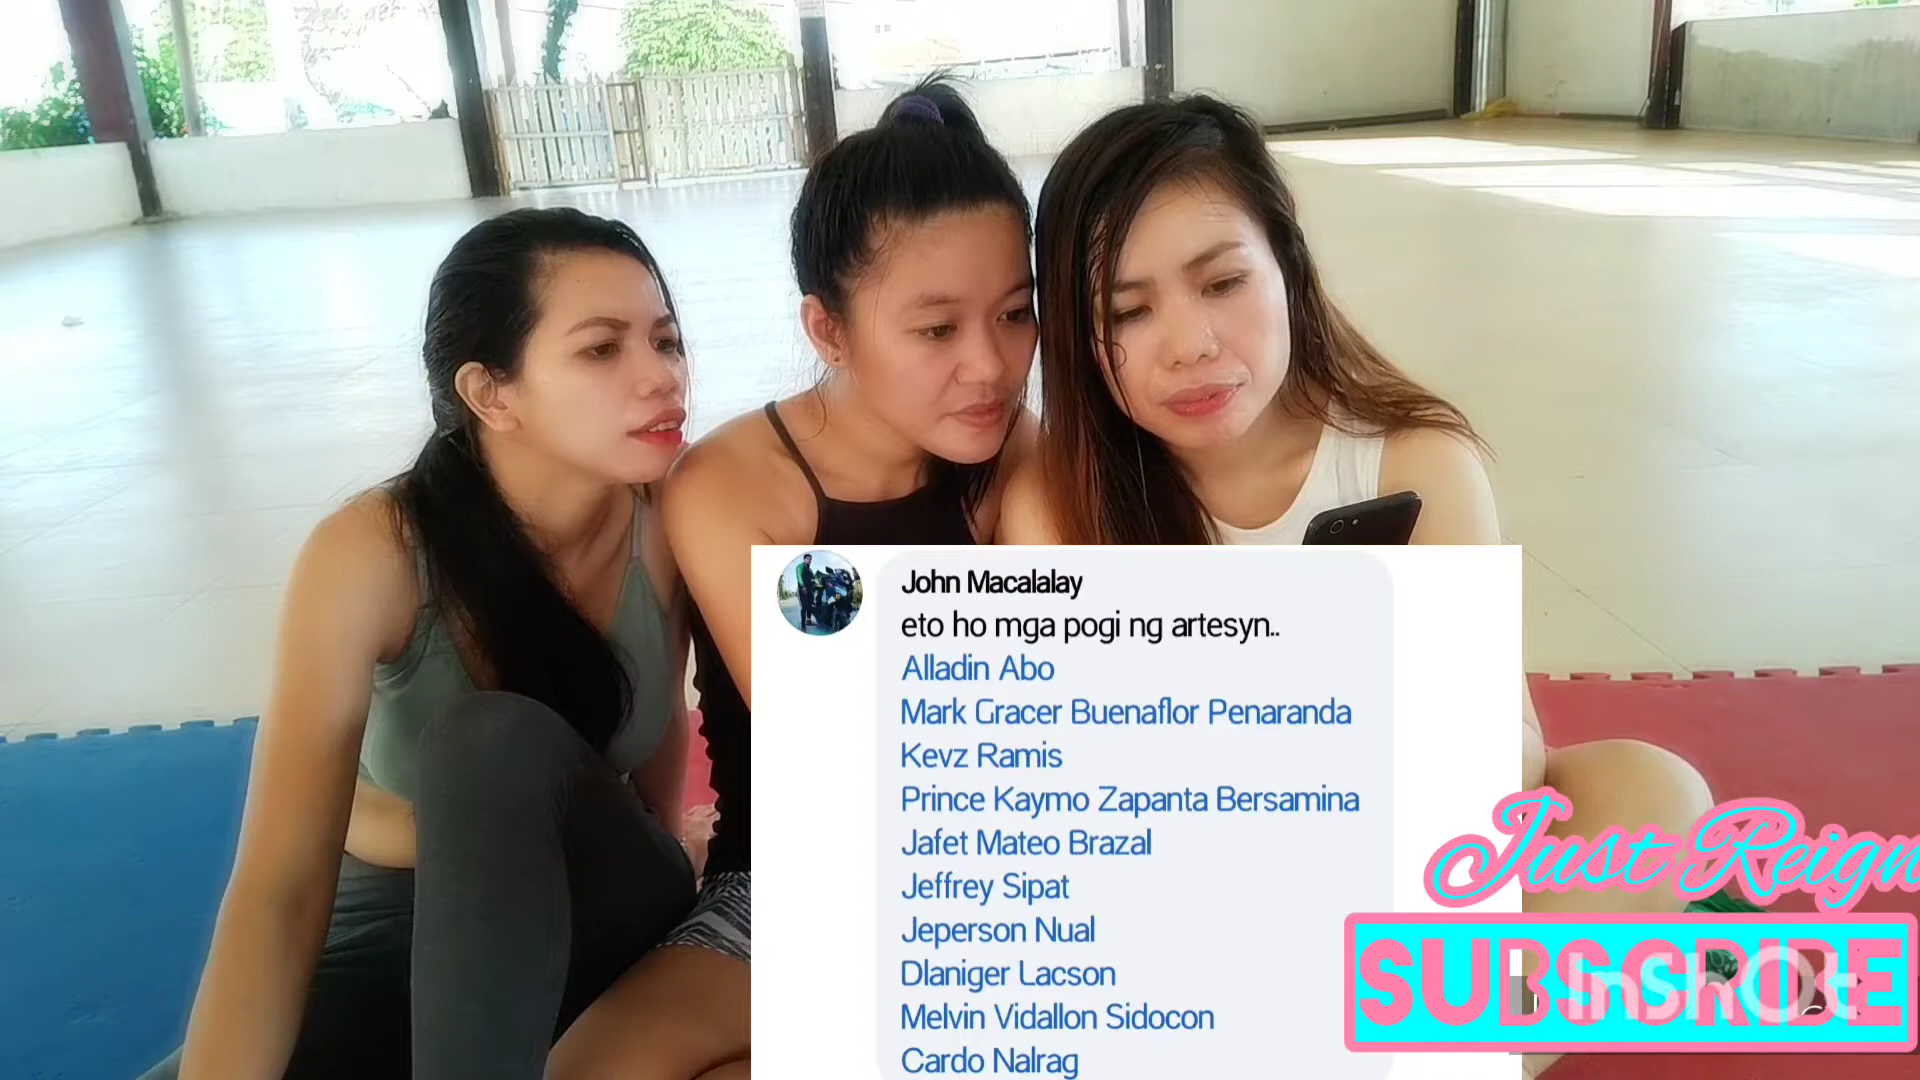 John Macalalay
eto ho mga pogi ng artesyn..
Alladin Abo
Mark Gracer Buenaflor Penaranda
Kevz Ramis
Prince Kaymo Zapanta Bersamina
Jafet Mateo Brazal
Jeffrey Sipat
Jeperson Nual
Dlaniger Lacson
Melvin Vidallon Sidocon
Cardo Nalrag
Just Reign
SUBSCRIBE
InShOt